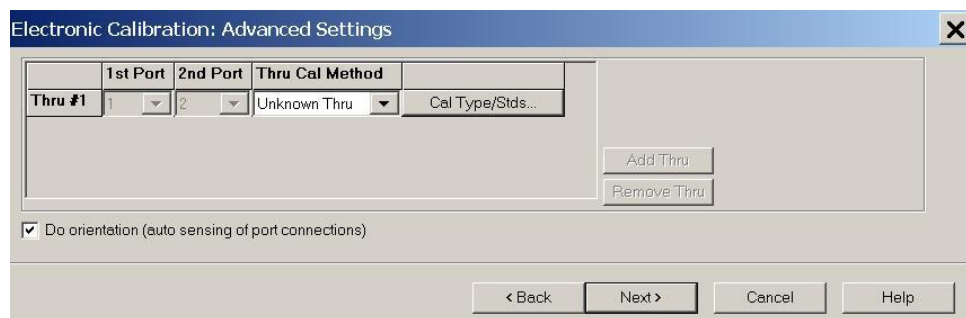 Electronic Calibration: Advanced Settings
1st Port 2nd Port Thru Cal Method
Thru #1 1 2 Unknown Thru Cal Type/Stds...
Add Thru
Remove Thru
Do orientation (auto sensing of port connections)
< Back Next > Cancel Help